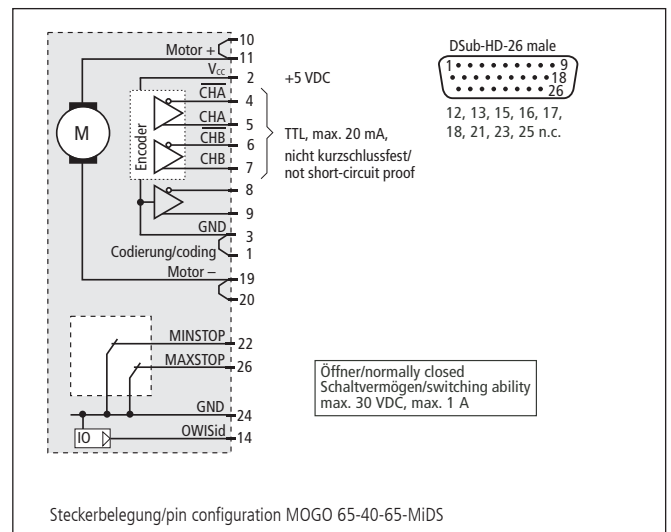 Motor +
10
11
Vcc
2
+5 VDC
CHA
4
CHA
5
CHB
6
CHB
7
TTL, max. 20 mA,
nicht kurzschlussfest/
not short-circuit proof
M
Encoder
8
9
GND
3
Codierung/coding
1
Motor –
19
20
MINSTOP
22
MAXSTOP
26
GND
24
IO
OWISid
14
DSub-HD-26 male
1
9
18
26
12, 13, 15, 16, 17,
18, 21, 23, 25 n.c.
Öffner/normally closed
Schaltvermögen/switching ability
max. 30 VDC, max. 1 A
Steckerbelegung/pin configuration MOGO 65-40-65-MiDS